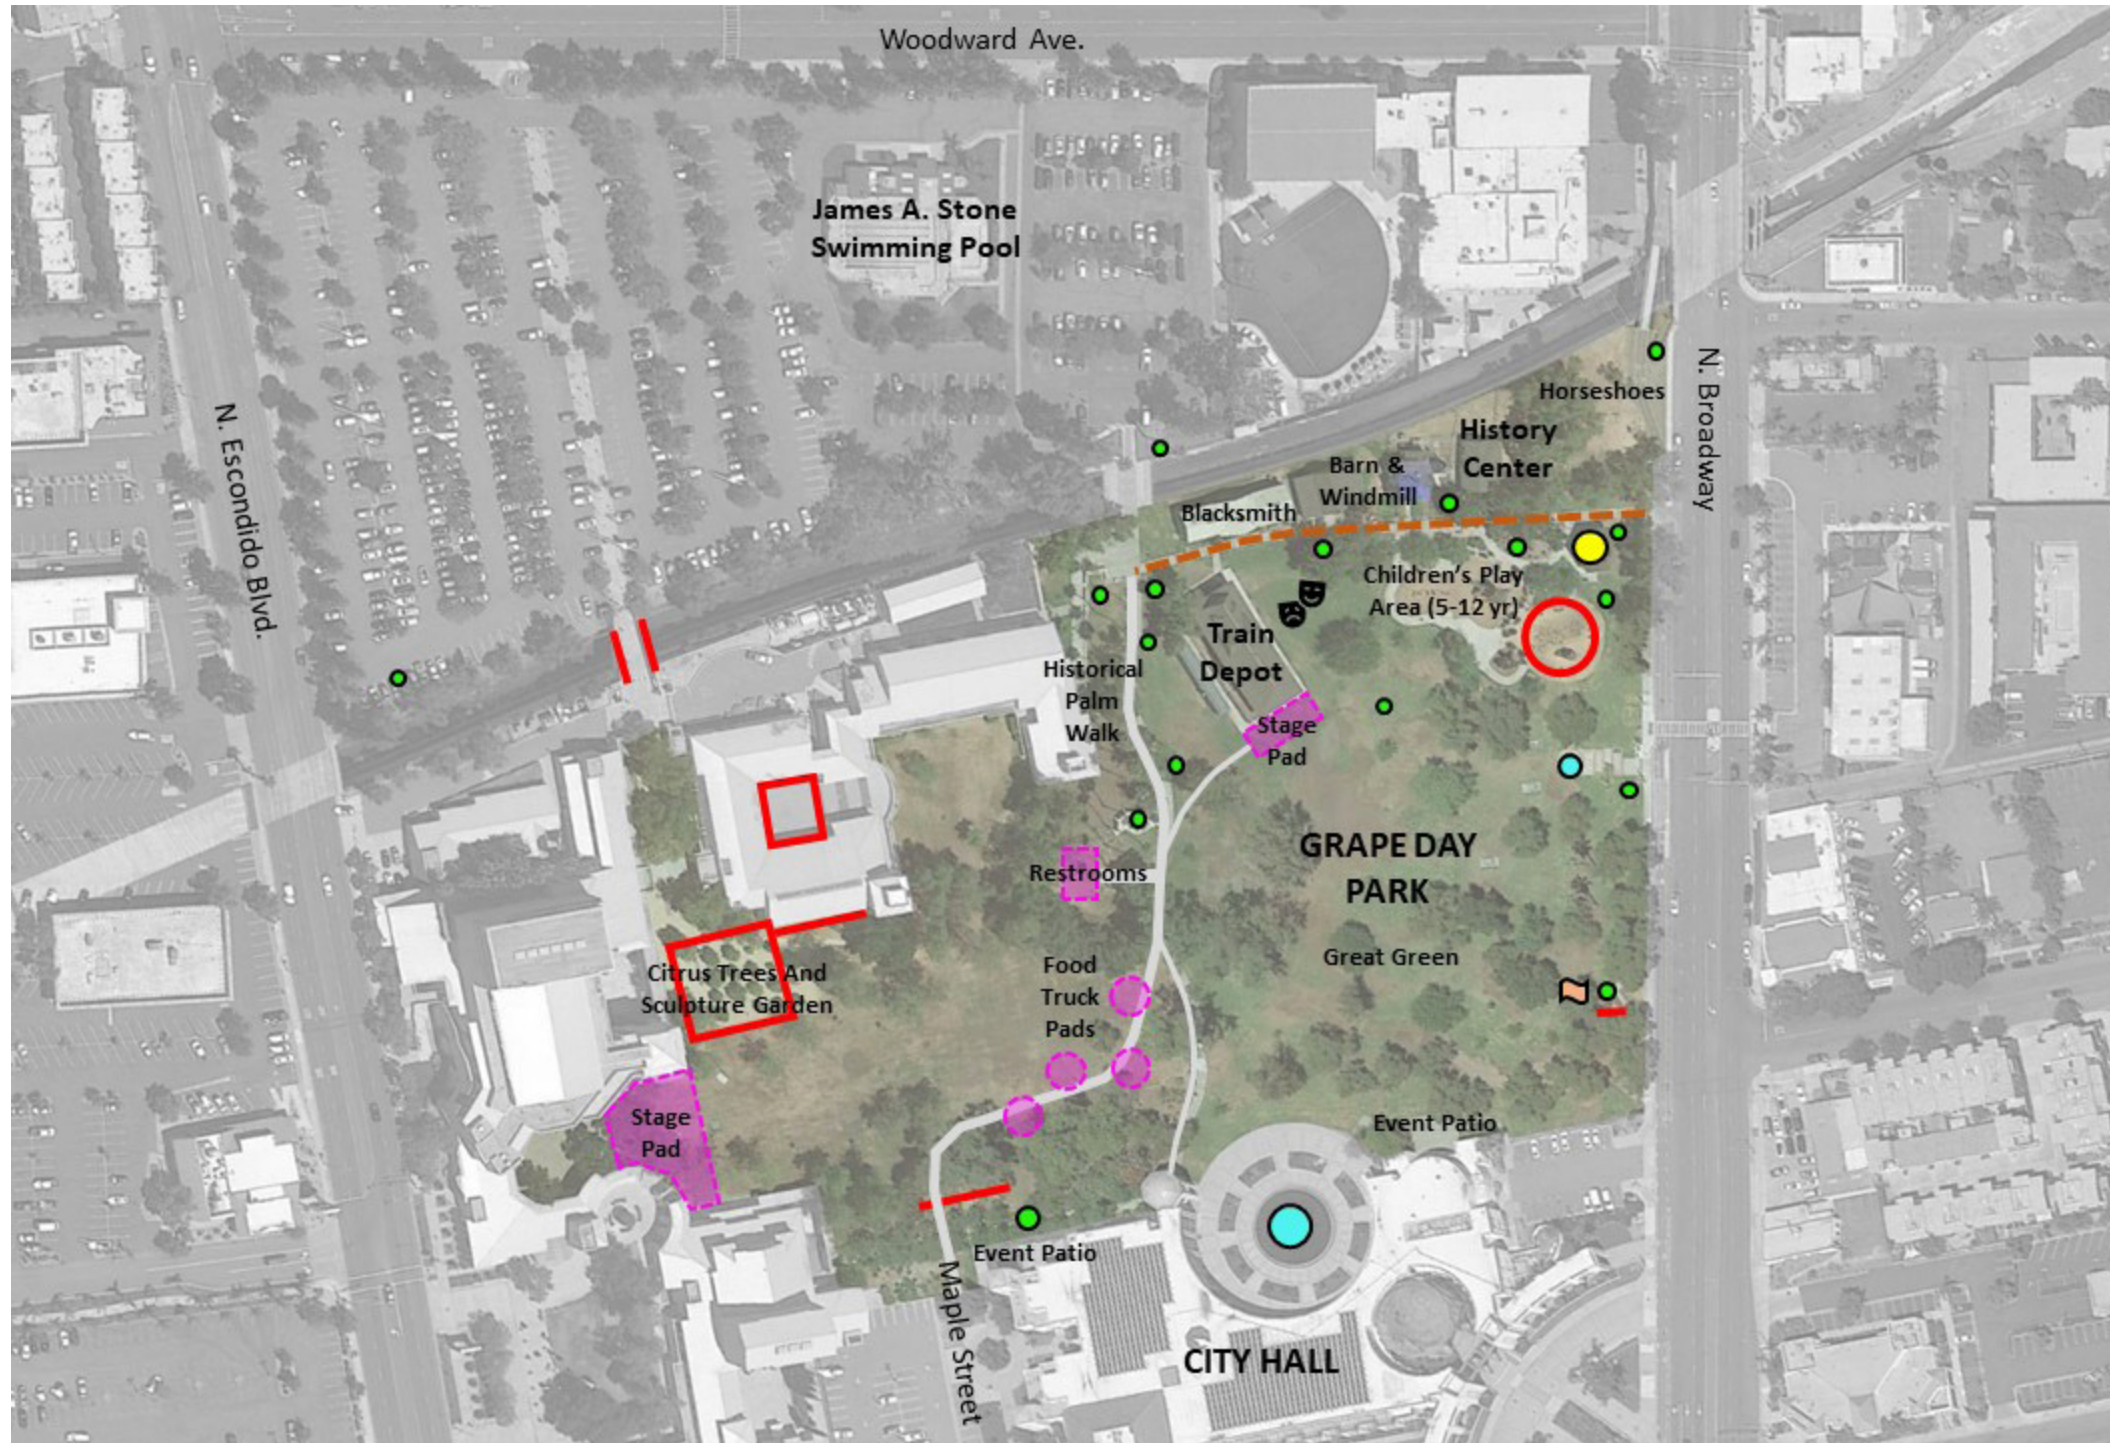 Woodward Ave.
James A. Stone
Swimming Pool
N. Escondido Blvd.
N. Broadway
Horseshoes
History
Center
Barn &
Windmill
Blacksmith
Children's Play
Area (5-12 yr)
Train
Depot
Historical
Palm
Walk
Stage
Pad
GRAPE DAY
PARK
Restrooms
Great Green
Food
Truck
Pads
Citrus Trees And
Sculpture Garden
Stage
Pad
Event Patio
Event Patio
Maple Street
CITY HALL